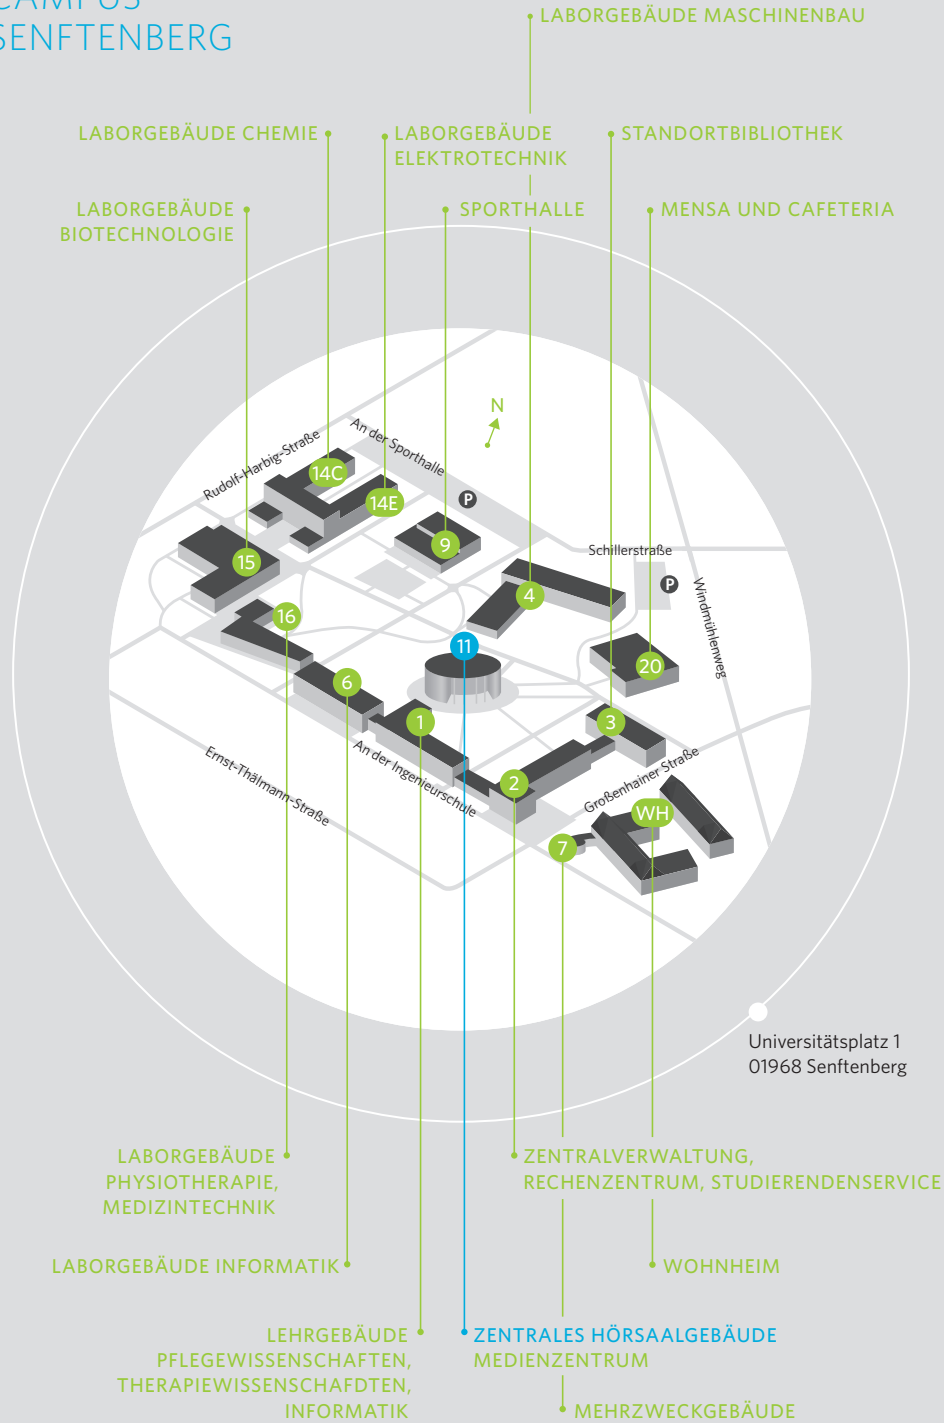 CAMPUS
SENFTENBERG
LABORGEBÄUDE MASCHINENBAU
LABORGEBÄUDE CHEMIE
LABORGEBÄUDE
ELEKTROTECHNIK
STANDORTBIBLIOTHEK
LABORGEBÄUDE
BIOTECHNOLOGIE
SPORTHALLE
MENSA UND CAFETERIA
N
An der Sporthalle
Rudolf-Harbig-Straße
14C
14E
P
9
15
Schillerstraße
P
4
Windmühlenweg
16
11
20
6
1
3
An der Ingenieurschule
Ernst-Thälmann-Straße
2
Großenhainer Straße
WH
7
Universitätsplatz 1
01968 Senftenberg
LABORGEBÄUDE
PHYSIOTHERAPIE,
MEDIZINTECHNIK
ZENTRALVERWALTUNG,
RECHENZENTRUM, STUDIERENDENSERVICE
LABORGEBÄUDE INFORMATIK
WOHNHEIM
LEHRGEBÄUDE
PFLEGEWISSENSCHAFTEN,
THERAPIEWISSENSCHAFDTEN,
INFORMATIK
ZENTRALES HÖRSAALGEBÄUDE
MEDIENZENTRUM
MEHRZWECKGEBÄUDE